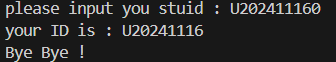 please input you stuid : U202411160
your ID is : U20241116
Bye Bye !